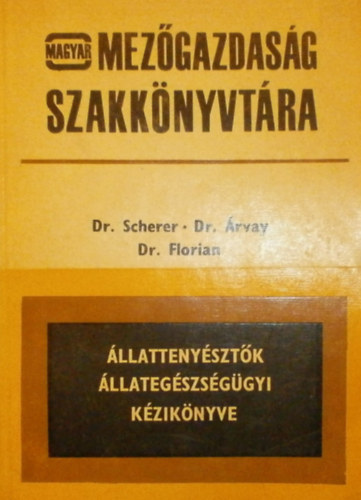 MAGYAR MEZŐGAZDASÁG
SZAKKÖNYVTÁRA
Dr. Scherer · Dr. Árvay
Dr. Florian
ÁLLATTENYÉSZTŐK
ÁLLATEGÉSZSÉGÜGYI
KÉZIKÖNYVE